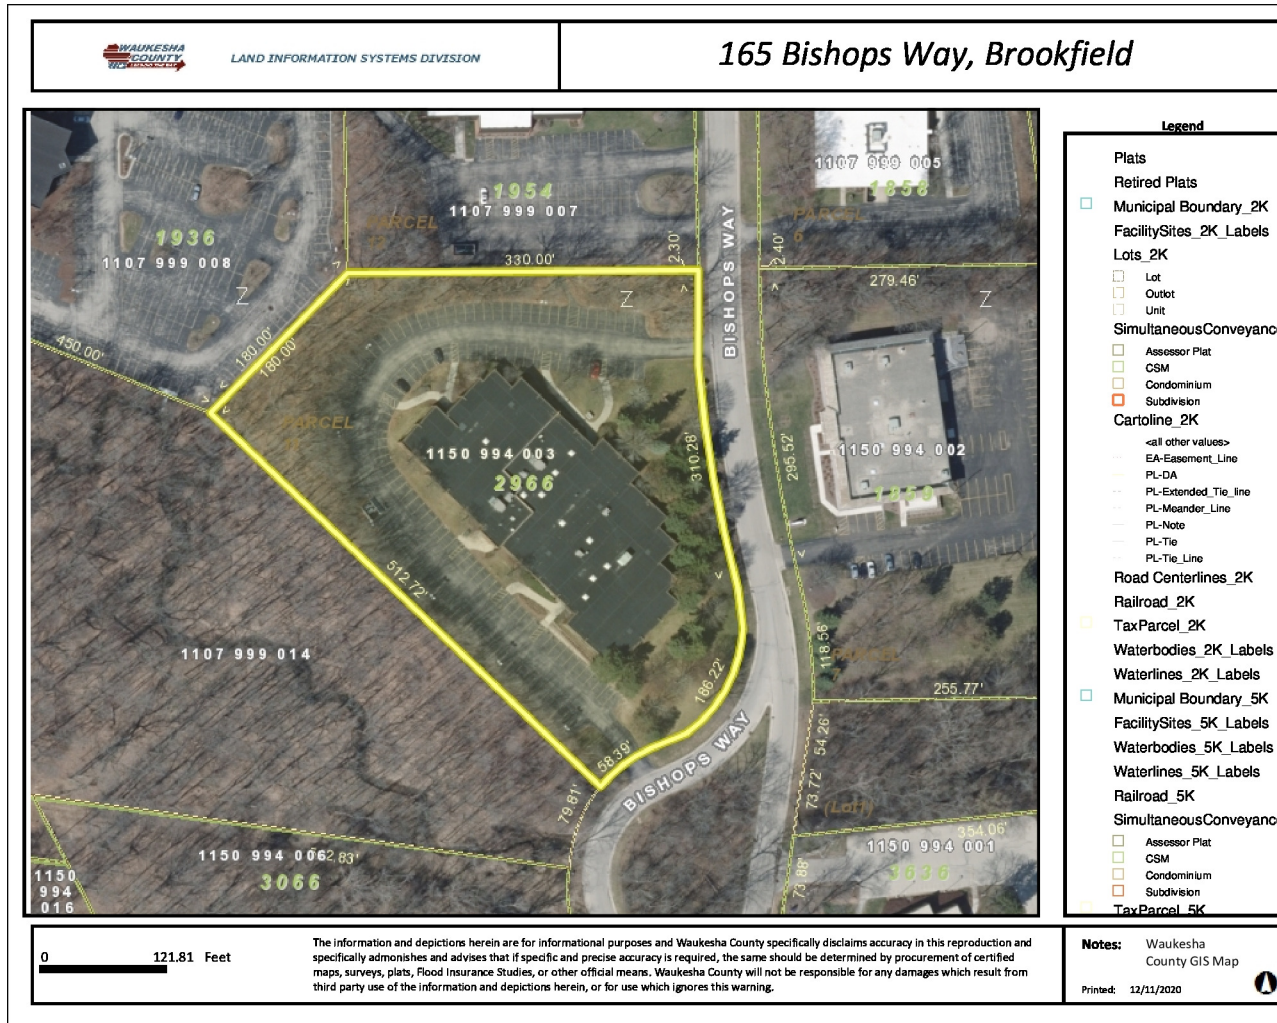 WAUKESHA
COUNTY
LAND INFORMATION SYSTEMS DIVISION
165 Bishops Way, Brookfield
1107 999 005
1858
1954
1107 999 007
PARCEL
PARCEL
6
BISHOPS WAY
1936
1107 999 008
2.30'
2.40'
330.00'
279.46'
Z
Z
Z
450.00'
180.00'
180.00'
PARCEL
1150 994 003
2966
310.28'
295.52'
1150 994 002
1859
512.72'
1107 999 014
118.56'
186.22'
255.77'
54.26'
58.39'
BISHOPS WAY
79.81'
73.72'
354.06'
1150 994 001
3636
73.88'
1150 994 006
3066
1150
994
016
Legend
Plats
Retired Plats
Municipal Boundary_2K
FacilitySites_2K_Labels
Lots_2K
Lot
Outlot
Unit
SimultaneousConveyance
Assessor Plat
CSM
Condominium
Subdivision
Cartoline_2K
<all other values>
EA-Easement_Line
PL-DA
PL-Extended_Tie_line
PL-Meander_Line
PL-Note
PL-Tie
PL-Tie_Line
Road Centerlines_2K
Railroad_2K
TaxParcel_2K
Waterbodies_2K_Labels
Waterlines_2K_Labels
Municipal Boundary_5K
FacilitySites_5K_Labels
Waterbodies_5K_Labels
Waterlines_5K_Labels
Railroad_5K
SimultaneousConveyance
Assessor Plat
CSM
Condominium
Subdivision
TaxParcel_5K
0 121.81 Feet
The information and depictions herein are for informational purposes and Waukesha County specifically disclaims accuracy in this reproduction and
specifically admonishes and advises that if specific and precise accuracy is required, the same should be determined by procurement of certified
maps, surveys, plats, Flood Insurance Studies, or other official means. Waukesha County will not be responsible for any damages which result from
third party use of the information and depictions herein, or for use which ignores this warning.
Notes: Waukesha
County GIS Map
Printed: 12/11/2020